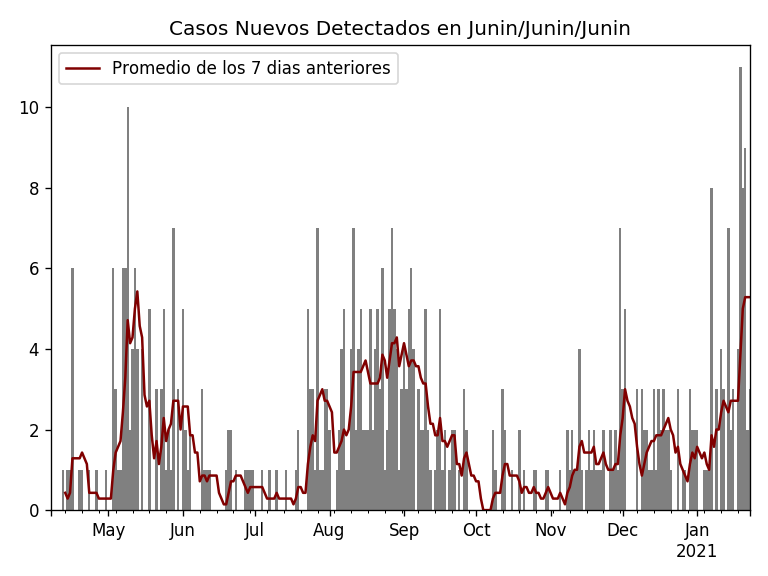 Casos Nuevos Detectados en Junin/Junin/Junin
Promedio de los 7 dias anteriores
10
8
6
4
2
0
May Jun Jul Aug Sep Oct Nov Dec Jan
2021